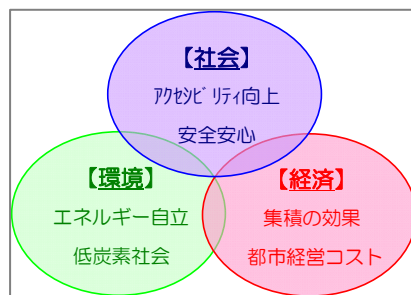 【社会】
ｱｸｾｼﾋﾞﾘﾃｨ向上
安全安心
【環境】
エネルギー自立
低炭素社会
【経済】
集積の効果
都市経営コスト